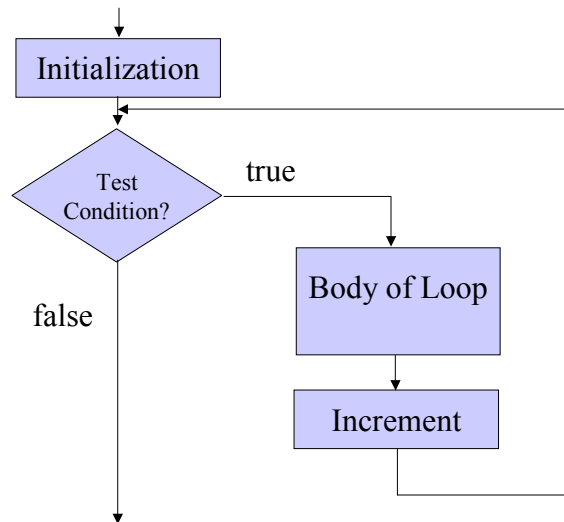 Initialization
Test
Condition?
true
Body of Loop
false
Increment